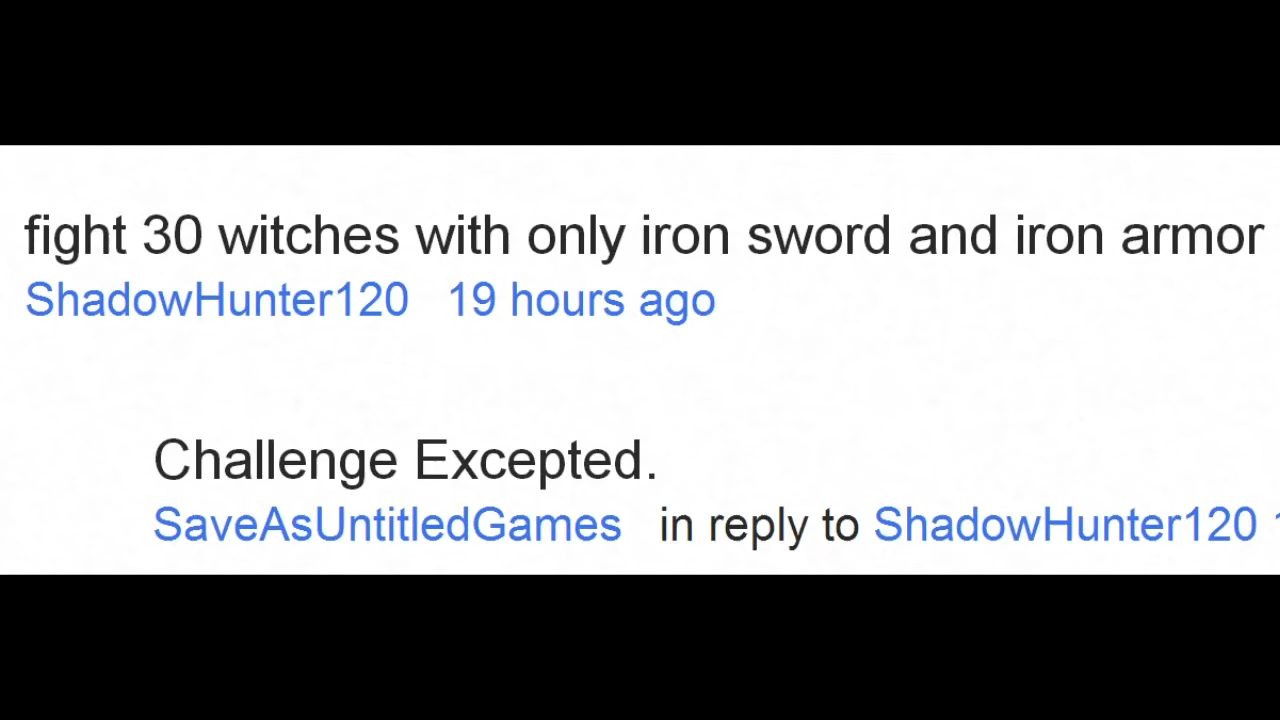 fight 30 witches with only iron sword and iron armor
ShadowHunter120 19 hours ago
Challenge Excepted.
SaveAsUntitledGames in reply to ShadowHunter120